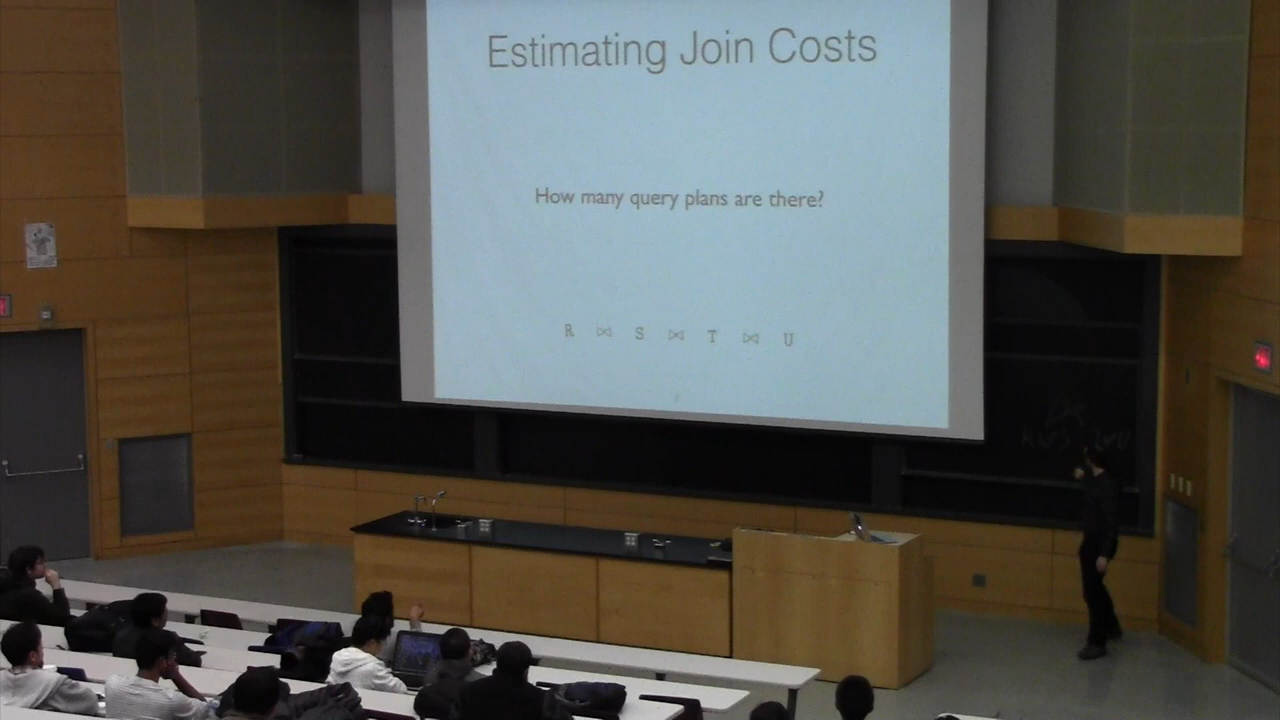 Estimating Join Costs
How many query plans are there?
R ⋈ S ⋈ T ⋈ U